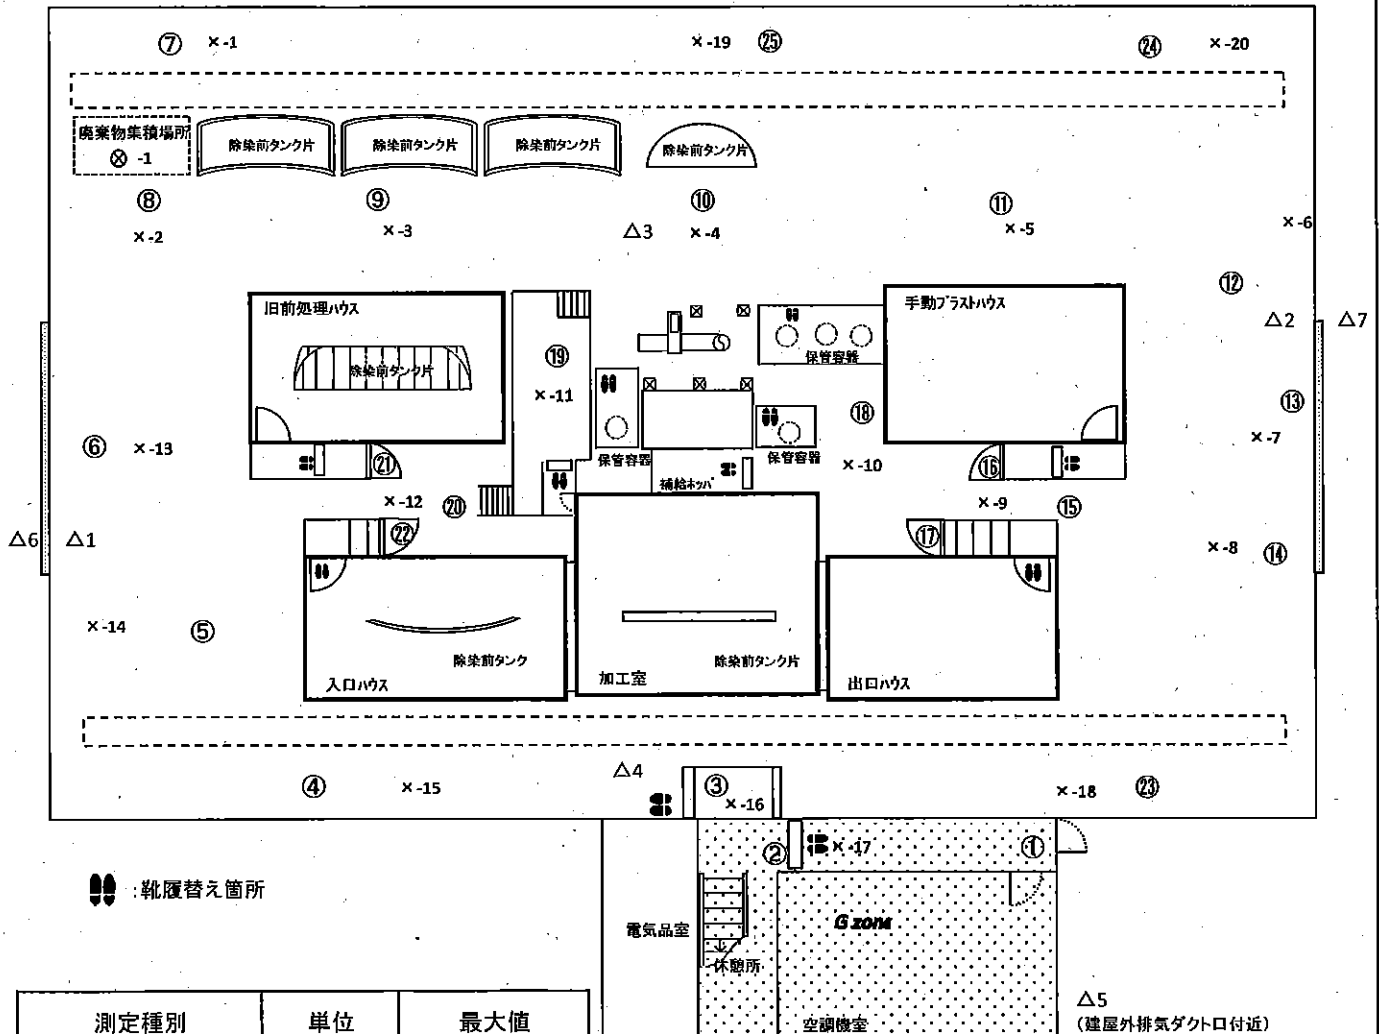 ⑦ ×-1 ×-19 ㉕ ㉔ ×-20
廃棄物集積場所
⊗ -1
除染前タンク片 除染前タンク片 除染前タンク片 除染前タンク片
⑧ ⑨ ⑩ ⑪
×-2 ×-3 △3 ×-4 ×-5 ×-6
⑫
旧前処理ハウス 手動ブラストハウス
△2 △7
保管容器
⑲
除染前タンク片
×-11 ⑱ ⑬
⑥ ×-13 ×-7
㉑ 保管容器 保管容器 ×-10 ⑯
補給ホッパ
×-12 ⑳ ×-9 ⑮
㉒ ⑰
△6 △1 ×-8 ⑭
×-14 ⑤
除染前タンク 除染前タンク片
入口ハウス 加工室 出口ハウス
④ ×-15 △4 ③ ×-16 ×-18 ㉓
② ×-17 ①
:靴履替え箇所
G zone
電気品室
休憩所
△5
(建屋外排気ダクト口付近)
空調機室
測定種別 単位 最大値